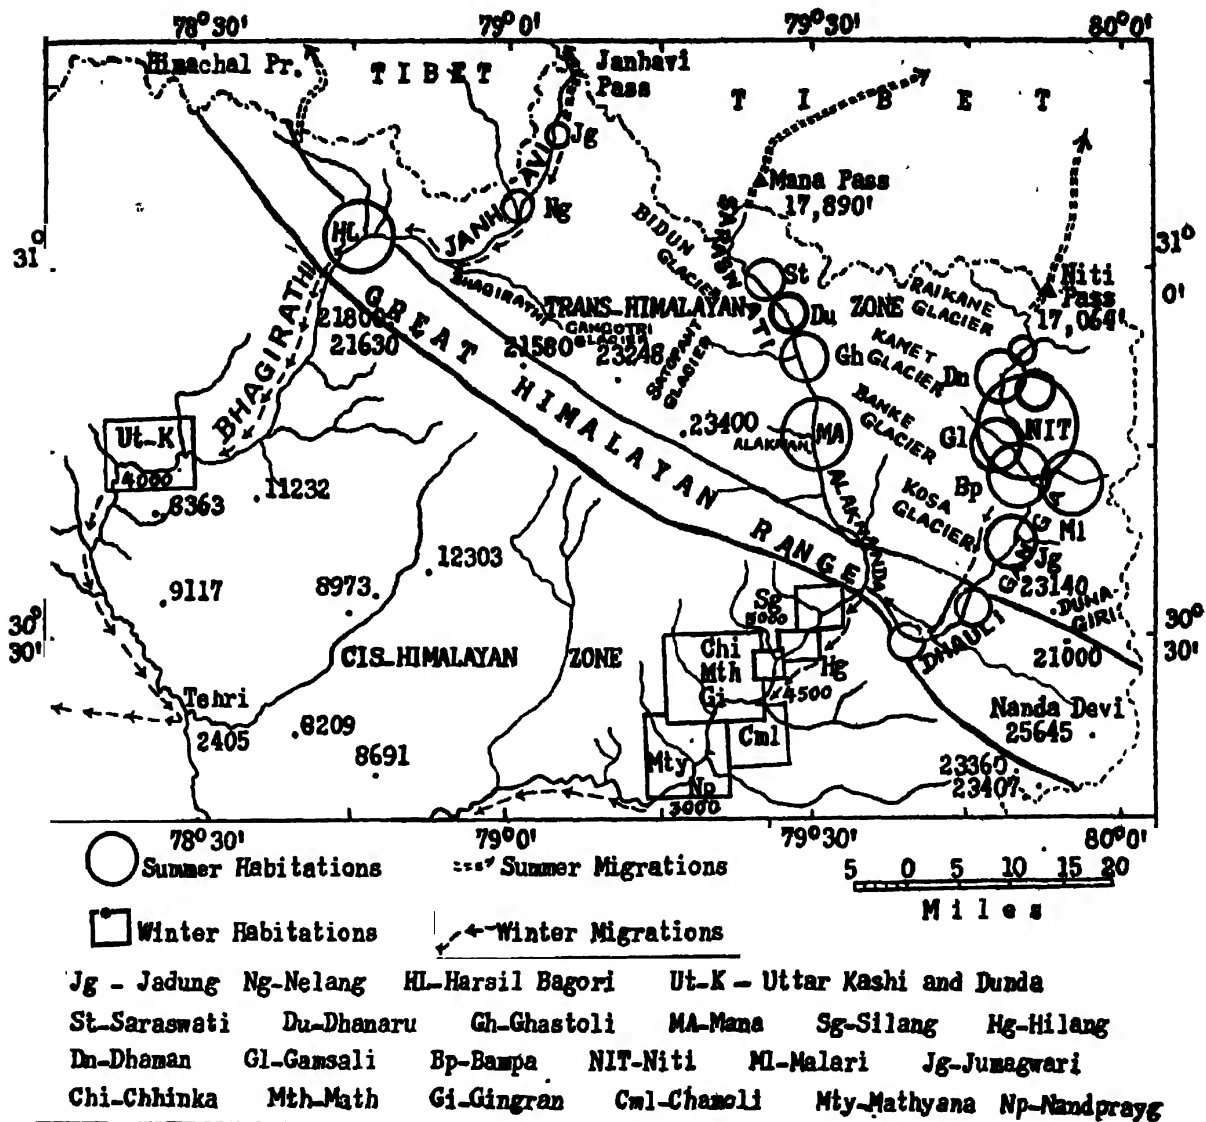 78°30' 79°0' 79°30' 80°0'
Himachal Pr. TIBET Janhavi
Pass
TIBET
Jg
JANHAVI
Ng
Mana Pass
17,890'
HL
BIDUN
GLACIER
SARASWATI
31° 31°
0'
St
Niti
Pass
17,064'
RAIKANE
GLACIER
BHAGIRATHI
BHAGIRATHI
TRANS-HIMALAYAN ZONE
Du
GANGOTRI
GLACIER
21800
21630
21580 23248
SATOPANT
GLACIER
Gh
KAMET
GLACIER
Dn
GREAT HIMALAYAN RANGE
BANKE
GLACIER
Ut-K
4000
23400
MA
Gl
NIT
8363
11232
ALAKNANDA
KOSA
GLACIER
Bp
Ml
12303
Jg
9117
8973
23140
DUNA-
GIRI
30°
30'
Sg
5000
30°
30'
CIS-HIMALAYAN ZONE
Chi
Mth
Gi
Hg
4500
DHAULI
21000
Tehri
2405
8209
8691
Cml
Mty
Np
3000
Nanda Devi
25645
23360
23407
78°30' 79°0' 79°30' 80°0'
Summer Habitations Summer Migrations
5 0 5 10 15 20
Miles
Winter Habitations Winter Migrations
Jg - Jadung Ng-Nelang HL-Harsil Bagori Ut-K - Uttar Kashi and Dunda
St-Saraswati Du-Dhanaru Gh-Ghastoli MA-Mana Sg-Silang Hg-Hilang
Dn-Dhaman Gl-Gamsali Bp-Bampa NIT-Niti Ml-Malari Jg-Jumagwari
Chi-Chhinka Mth-Math Gi-Gingran Cml-Chamoli Mty-Mathyana Np-Nandprayg